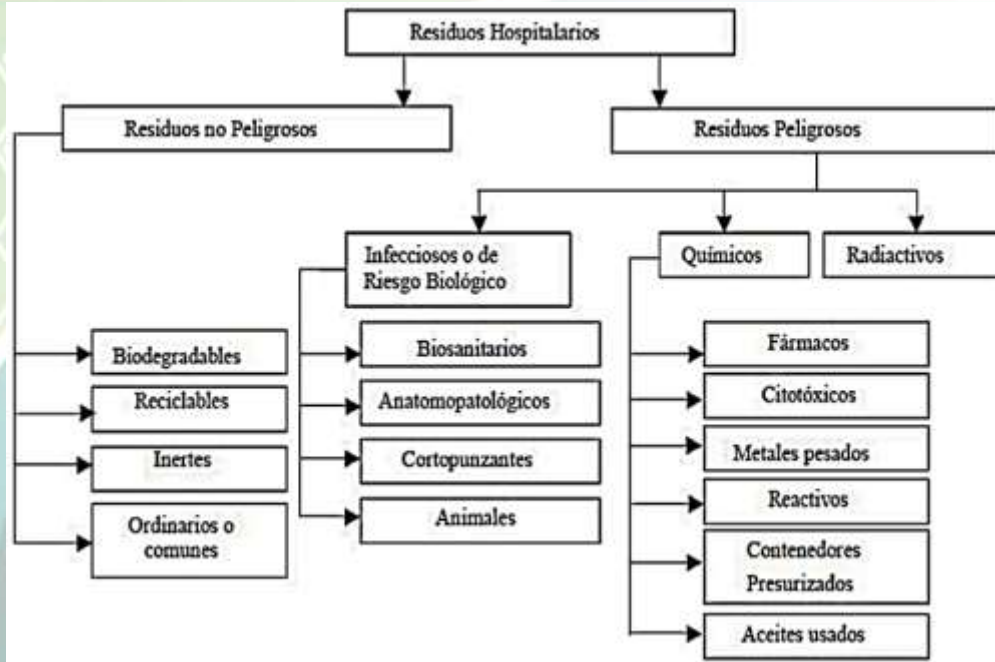 Residuos Hospitalarios
Residuos no Peligrosos
Residuos Peligrosos
Infecciosos o de
Riesgo Biológico
Químicos
Radiactivos
Biodegradables
Reciclables
Inertes
Ordinarios o
comunes
Biosanitarios
Anatomopatológicos
Cortopunzantes
Animales
Fármacos
Citotóxicos
Metales pesados
Reactivos
Contenedores
Presurizados
Aceites usados